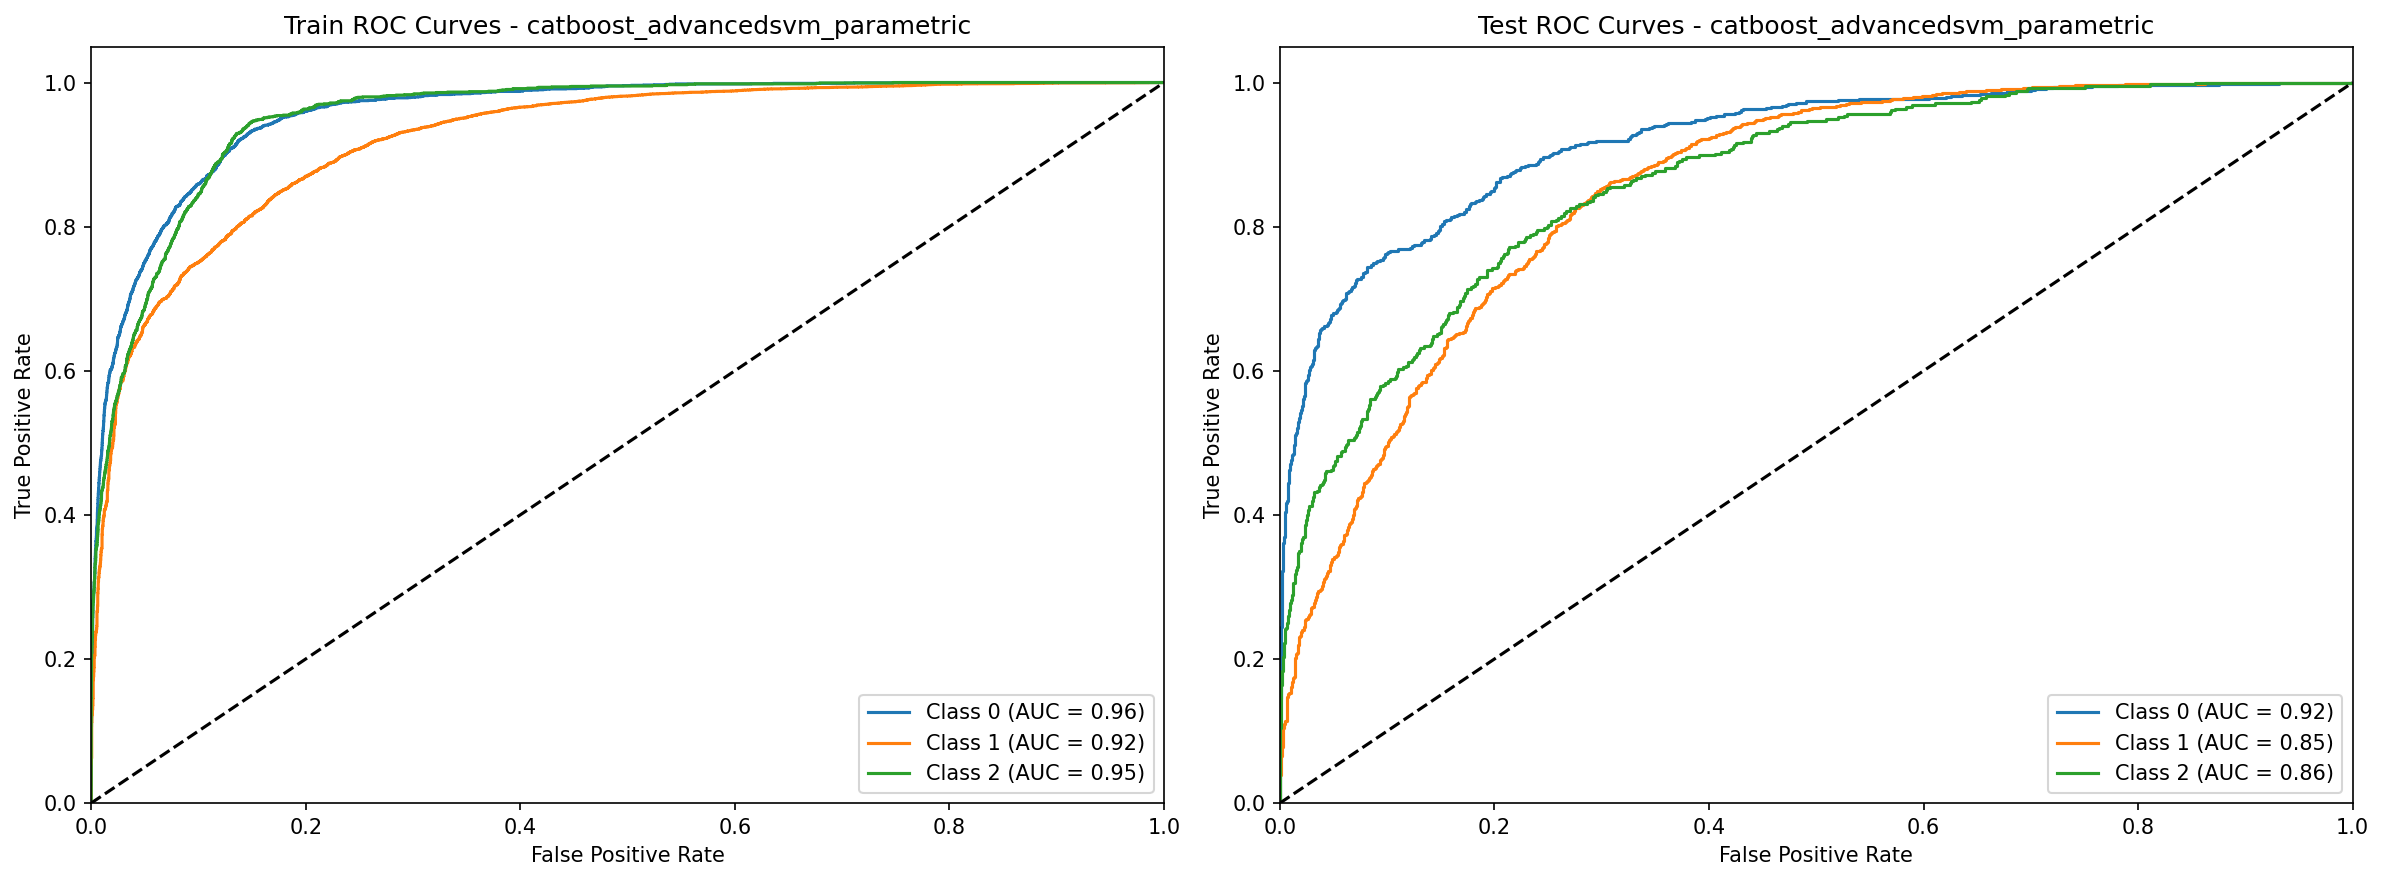 Train ROC Curves - catboost_advancedsvm_parametric
True Positive Rate
1.0
0.8
0.6
0.4
0.2
0.0
Class 0 (AUC = 0.96)
Class 1 (AUC = 0.92)
Class 2 (AUC = 0.95)
0.0 0.2 0.4 0.6 0.8 1.0
False Positive Rate
Test ROC Curves - catboost_advancedsvm_parametric
True Positive Rate
1.0
0.8
0.6
0.4
0.2
0.0
Class 0 (AUC = 0.92)
Class 1 (AUC = 0.85)
Class 2 (AUC = 0.86)
0.0 0.2 0.4 0.6 0.8 1.0
False Positive Rate